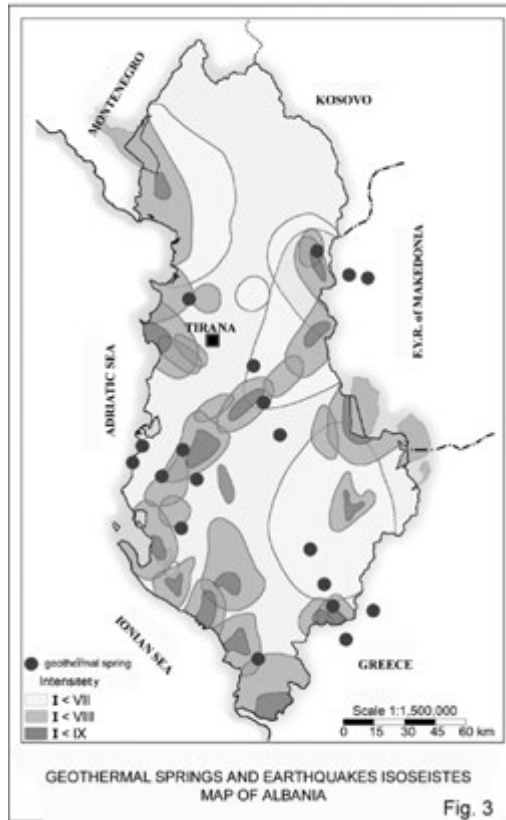 MONTENEGRO
KOSOVO
F.Y.R. of MAKEDONIA
TIRANA
ADRIATIC SEA
IONIAN SEA
GREECE
geothermal spring
Intensitety
I < VII
I < VIII
I < IX
Scale 1:1,500,000
0 15 30 45 60 km
GEOTHERMAL SPRINGS AND EARTHQUAKES ISOSEISTES
MAP OF ALBANIA
Fig. 3